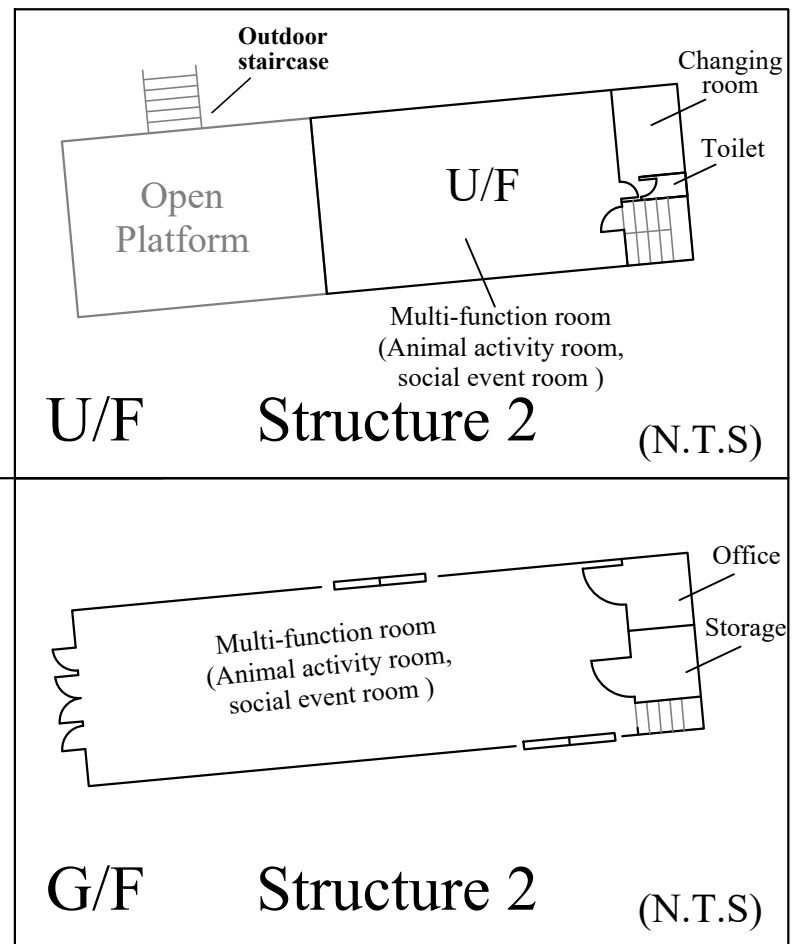 Outdoor
staircase
Changing
room
Toilet
U/F
Open
Platform
Multi-function room
(Animal activity room,
social event room )
U/F Structure 2 (N.T.S)
Office
Storage
Multi-function room
(Animal activity room,
social event room )
G/F Structure 2 (N.T.S)